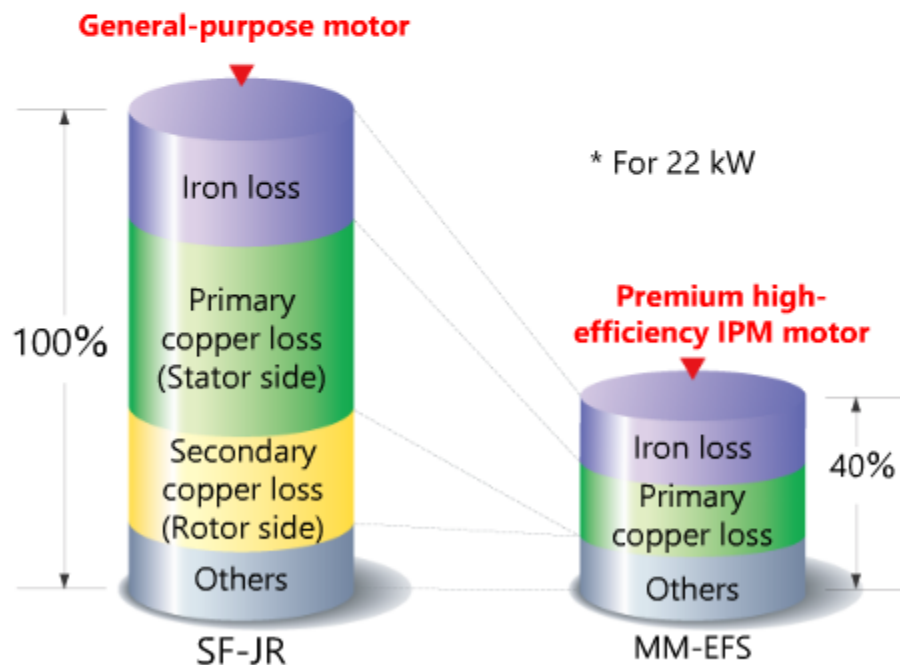 General-purpose motor
Iron loss
Primary
copper loss
(Stator side)
Secondary
copper loss
(Rotor side)
Others
100%
SF-JR
* For 22 kW
Premium high-
efficiency IPM motor
Iron loss
Primary
copper loss
Others
40%
MM-EFS